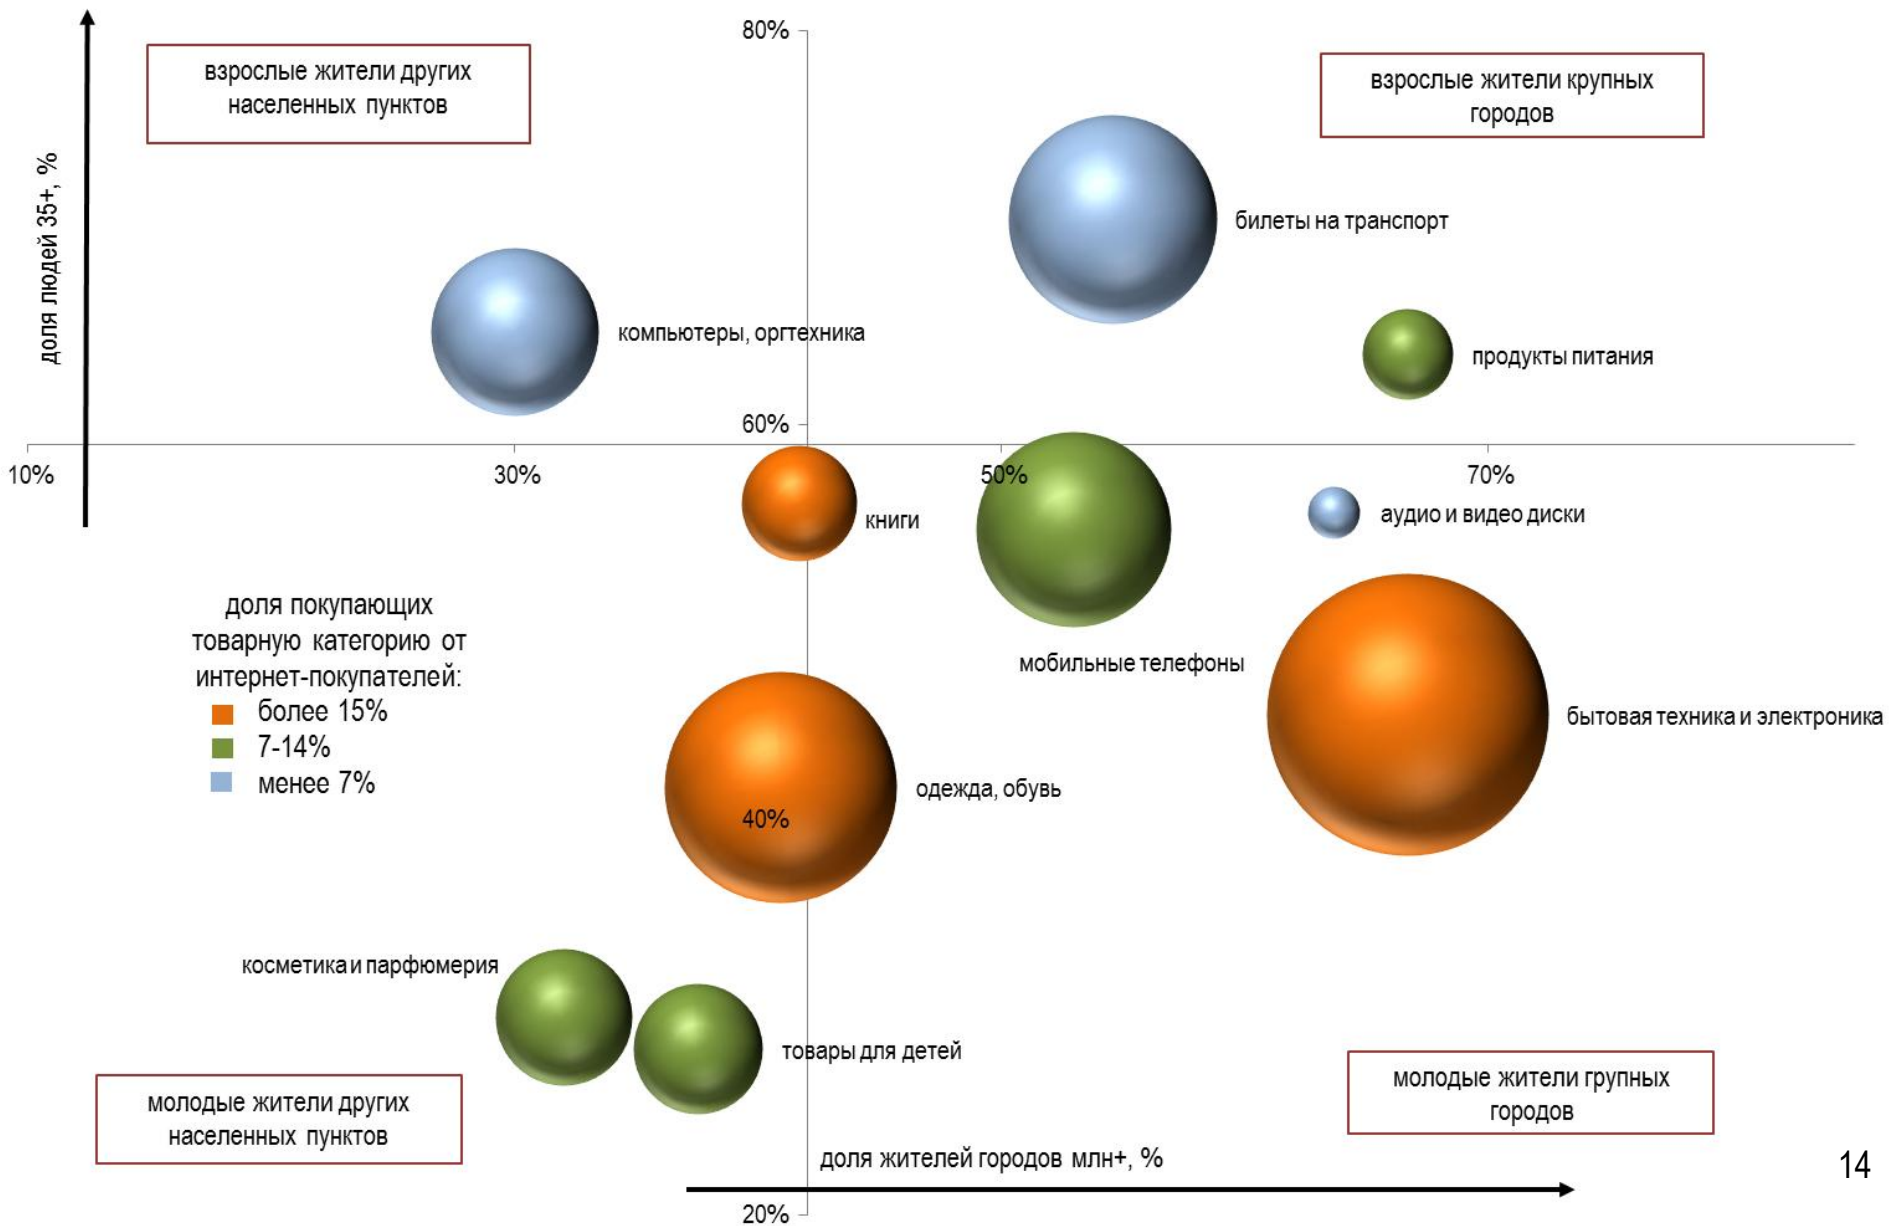 80%
взрослые жители других
населенных пунктов
взрослые жители крупных
городов
доля людей 35+, %
билеты на транспорт
компьютеры, оргтехника
продукты питания
60%
10%
30%
50%
70%
книги
аудио и видео диски
доля покупающих
товарную категорию от
интернет-покупателей:
более 15%
7-14%
менее 7%
мобильные телефоны
бытовая техника и электроника
одежда, обувь
40%
косметика и парфюмерия
товары для детей
молодые жители других
населенных пунктов
молодые жители групных
городов
доля жителей городов млн+, %
14
20%